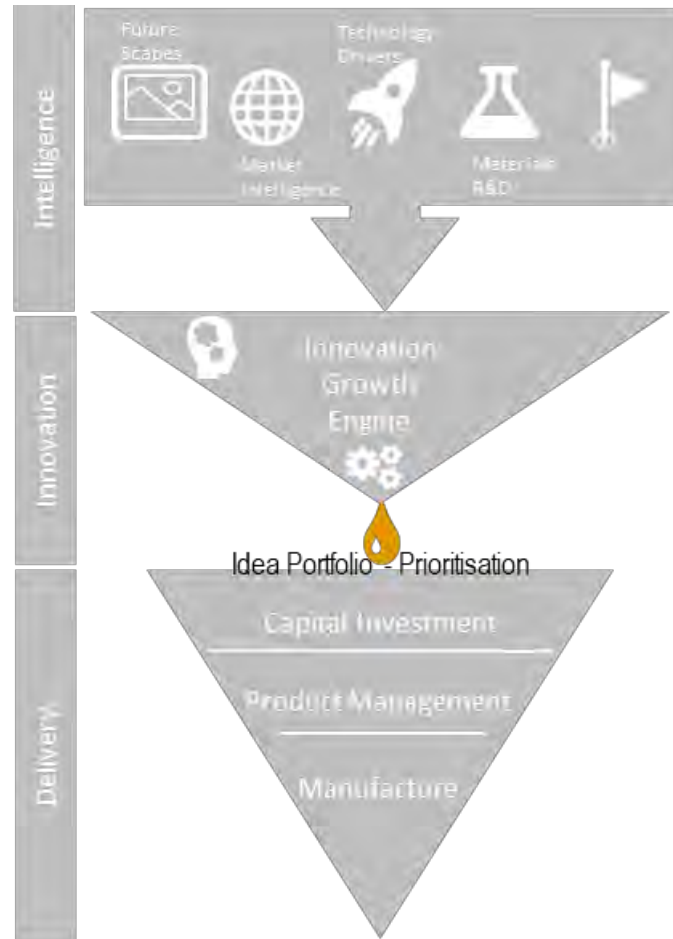 Intelligence
Future
Scapes
Technology
Drivers
Market
Intelligence
Materials
R&D
Innovation
Innovation
Growth
Engine
Idea Portfolio - Prioritisation
Delivery
Capital Investment
Product Management
Manufacture